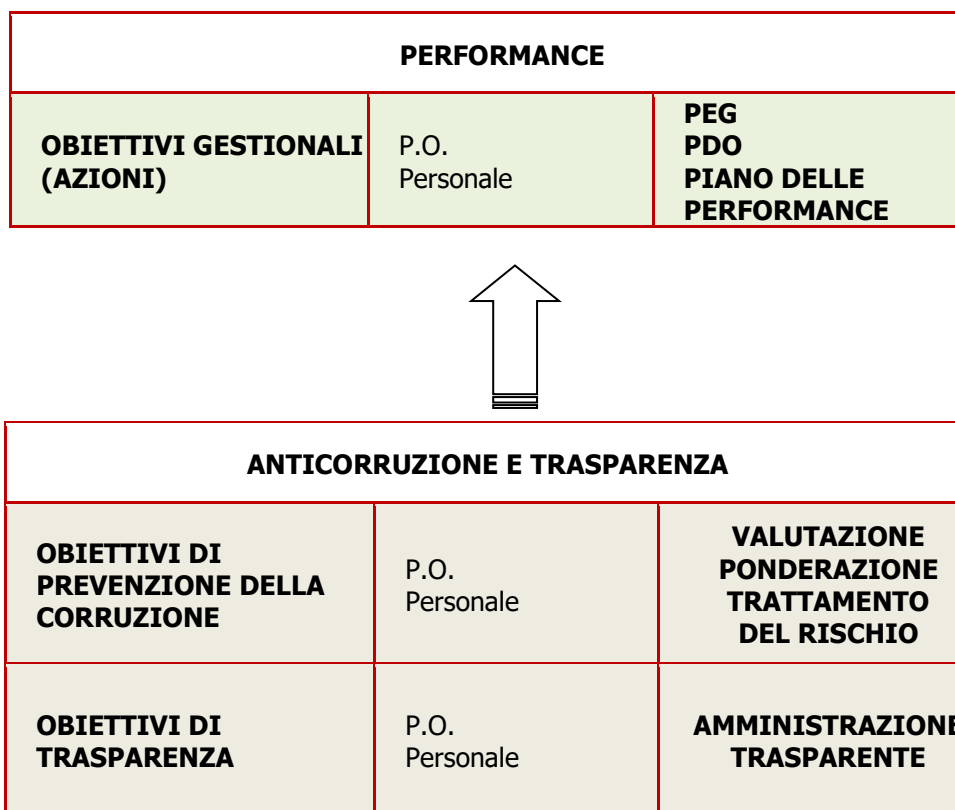 PERFORMANCE
OBIETTIVI GESTIONALI
(AZIONI)
P.O.
Personale
PEG
PDO
PIANO DELLE
PERFORMANCE
ANTICORRUZIONE E TRASPARENZA
OBIETTIVI DI
PREVENZIONE DELLA
CORRUZIONE
P.O.
Personale
VALUTAZIONE
PONDERAZIONE
TRATTAMENTO
DEL RISCHIO
OBIETTIVI DI
TRASPARENZA
P.O.
Personale
AMMINISTRAZIONE
TRASPARENTE